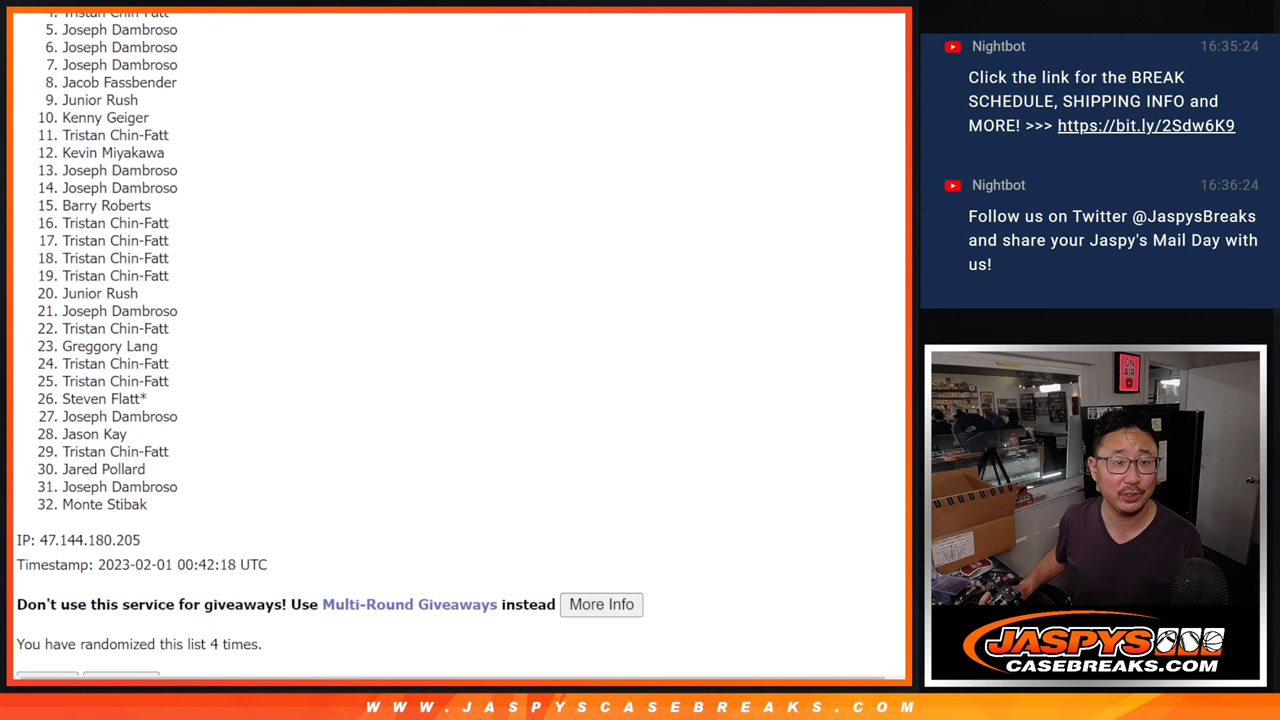 4. Tristan Chin-Fatt
5. Joseph Dambroso
6. Joseph Dambroso
7. Joseph Dambroso
8. Jacob Fassbender
9. Junior Rush
10. Kenny Geiger
11. Tristan Chin-Fatt
12. Kevin Miyakawa
13. Joseph Dambroso
14. Joseph Dambroso
15. Barry Roberts
16. Tristan Chin-Fatt
17. Tristan Chin-Fatt
18. Tristan Chin-Fatt
19. Tristan Chin-Fatt
20. Junior Rush
21. Joseph Dambroso
22. Tristan Chin-Fatt
23. Greggory Lang
24. Tristan Chin-Fatt
25. Tristan Chin-Fatt
26. Steven Flatt*
27. Joseph Dambroso
28. Jason Kay
29. Tristan Chin-Fatt
30. Jared Pollard
31. Joseph Dambroso
32. Monte Stibak
IP: 47.144.180.205
Timestamp: 2023-02-01 00:42:18 UTC
Don't use this service for giveaways! Use Multi-Round Giveaways instead More Info
You have randomized this list 4 times.
Nightbot 16:35:24
Click the link for the BREAK
SCHEDULE, SHIPPING INFO and
MORE! >>> https://bit.ly/2Sdw6K9
Nightbot 16:36:24
Follow us on Twitter @JaspysBreaks
and share your Jaspy's Mail Day with
us!
ON
AIR
JASPYS
CASEBREAKS.COM
WWW.JASPYSCASEBREAKS.COM